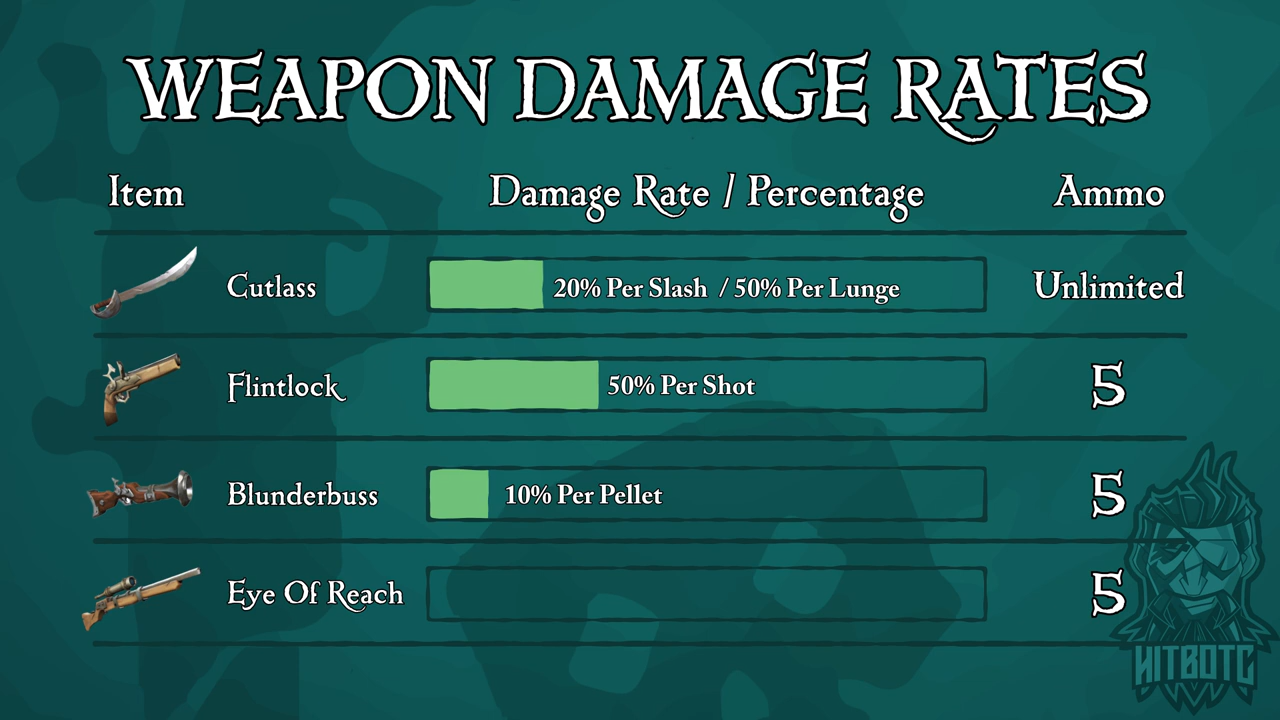 WEAPON DAMAGE RATES
Item Damage Rate / Percentage Ammo
Cutlass 20% Per Slash / 50% Per Lunge Unlimited
Flintlock 50% Per Shot 5
Blunderbuss 10% Per Pellet 5
Eye Of Reach 5
HITBOTC